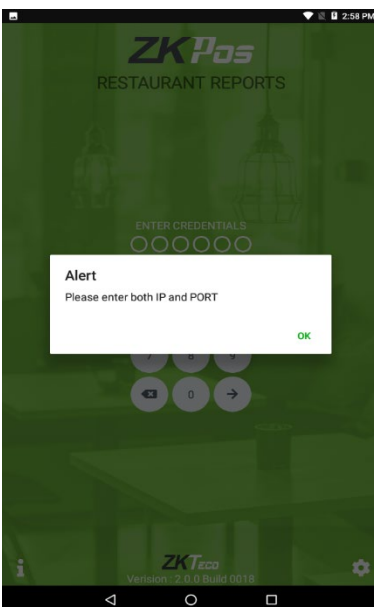 2:58 PM
ZKPos
RESTAURANT REPORTS
ENTER CREDENTIALS
Alert
Please enter both IP and PORT
OK
7 8 9
0
ZKTECO
Verision : 2.0.0 Build 0018